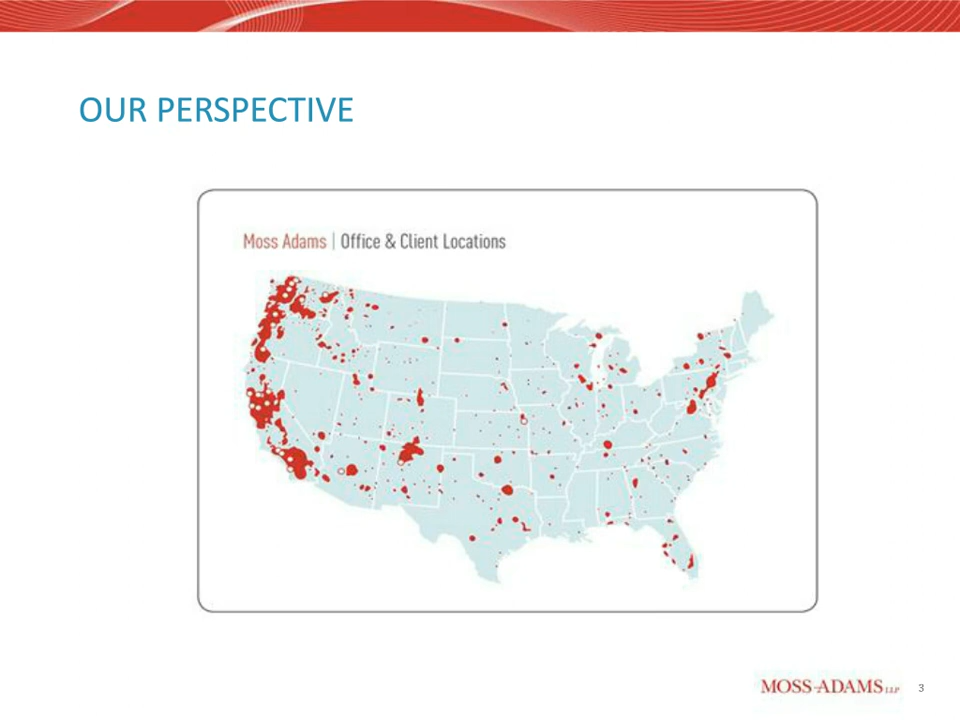 OUR PERSPECTIVE
Moss Adams | Office & Client Locations
MOSS-ADAMS LLP
3